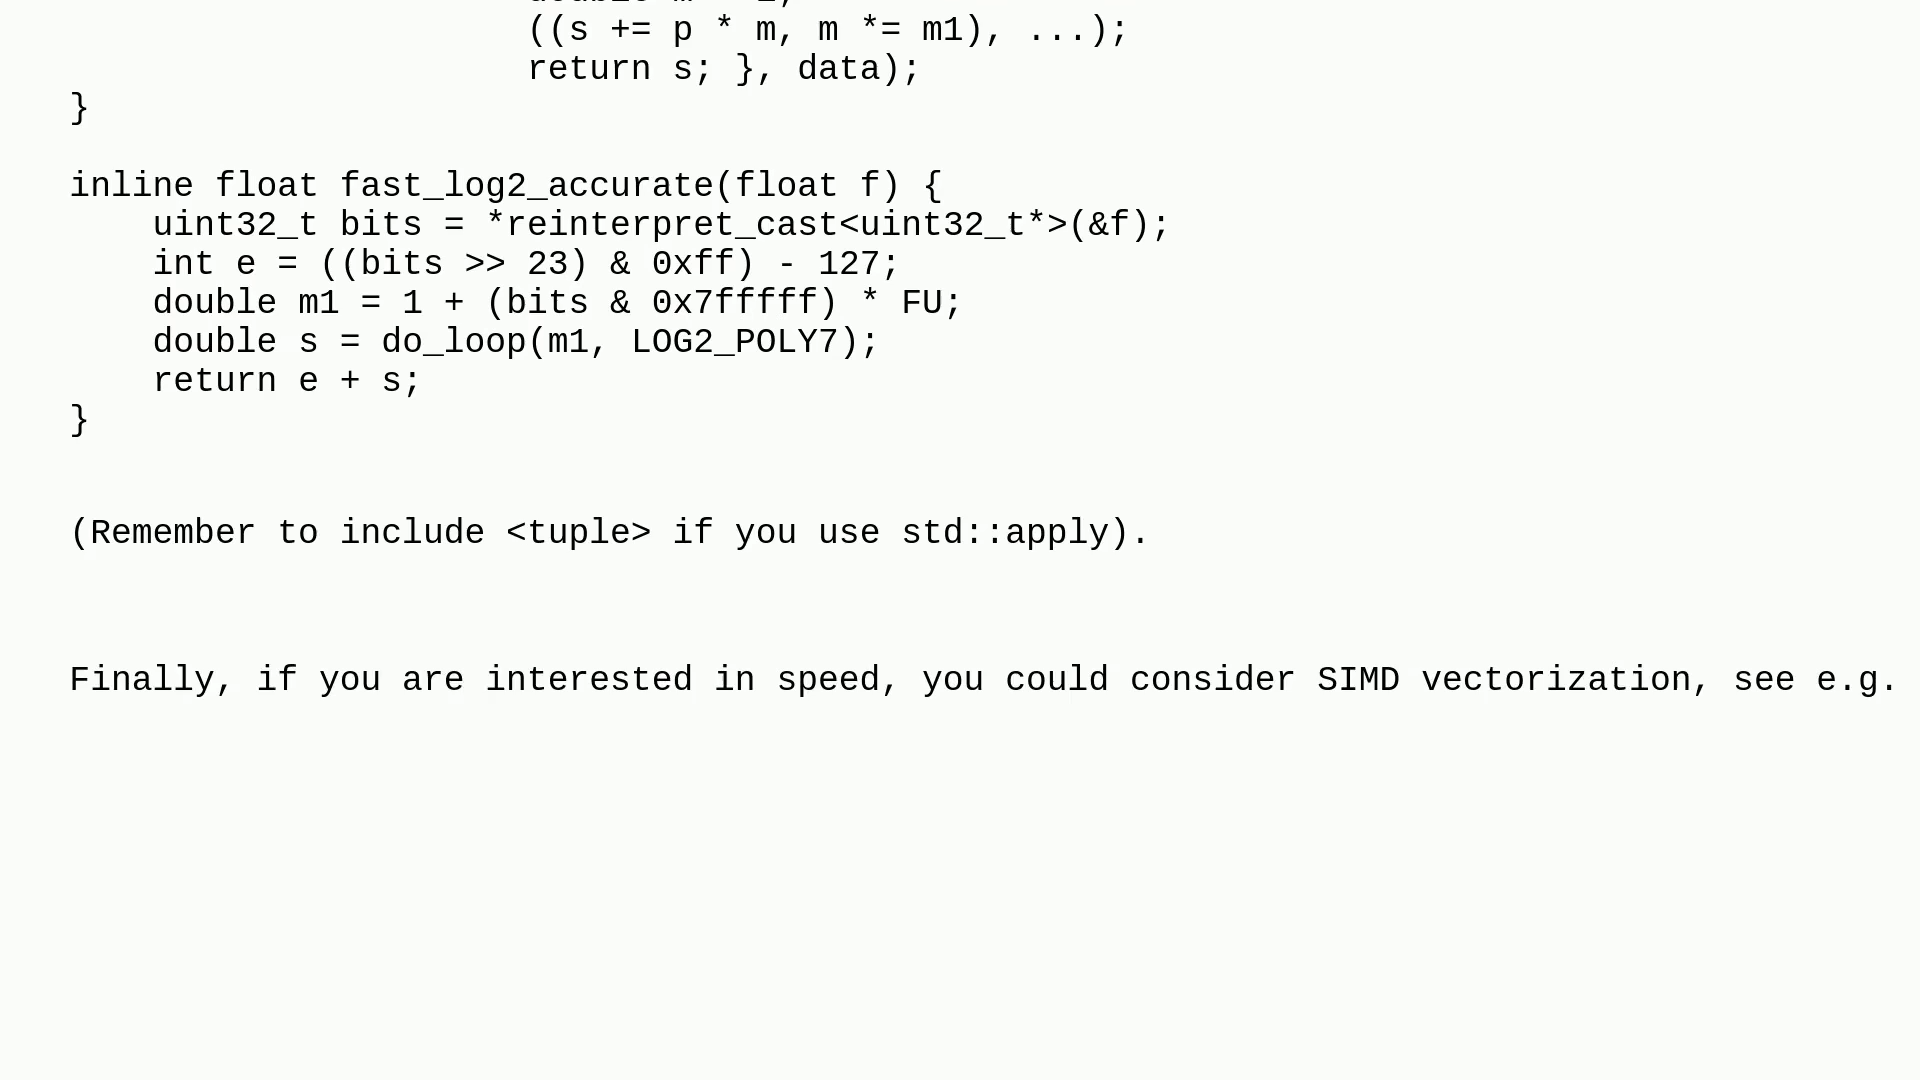 ((s += p * m, m *= m1), ...);
return s; }, data);
}
inline float fast_log2_accurate(float f) {
uint32_t bits = *reinterpret_cast<uint32_t*>(&f);
int e = ((bits >> 23) & 0xff) - 127;
double m1 = 1 + (bits & 0x7fffff) * FU;
double s = do_loop(m1, LOG2_POLY7);
return e + s;
}
(Remember to include <tuple> if you use std::apply).
Finally, if you are interested in speed, you could consider SIMD vectorization, see e.g.